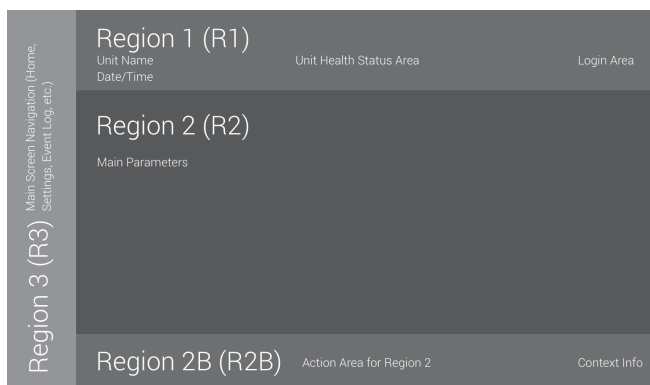 Region 1 (R1)
Unit Name
Date/Time
Unit Health Status Area
Login Area
Region 2 (R2)
Main Parameters
Region 3 (R3)
Main Screen Navigation (Home,
Settings, Event Log, etc.)
Region 2B (R2B)
Action Area for Region 2
Context Info